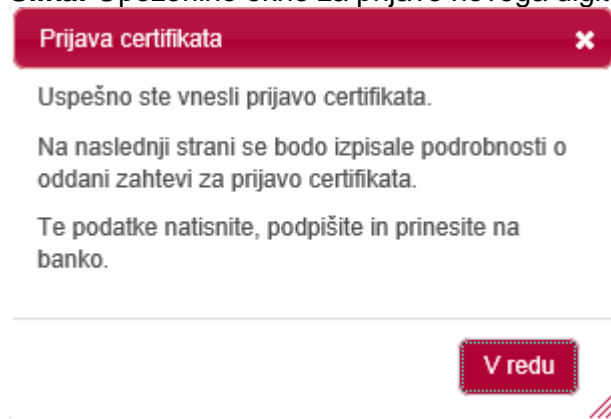 Prijava certifikata
Uspešno ste vnesli prijavo certifikata.
Na naslednji strani se bodo izpisale podrobnosti o
oddani zahtevi za prijavo certifikata.
Te podatke natisnite, podpišite in prinesite na
banko.
V redu